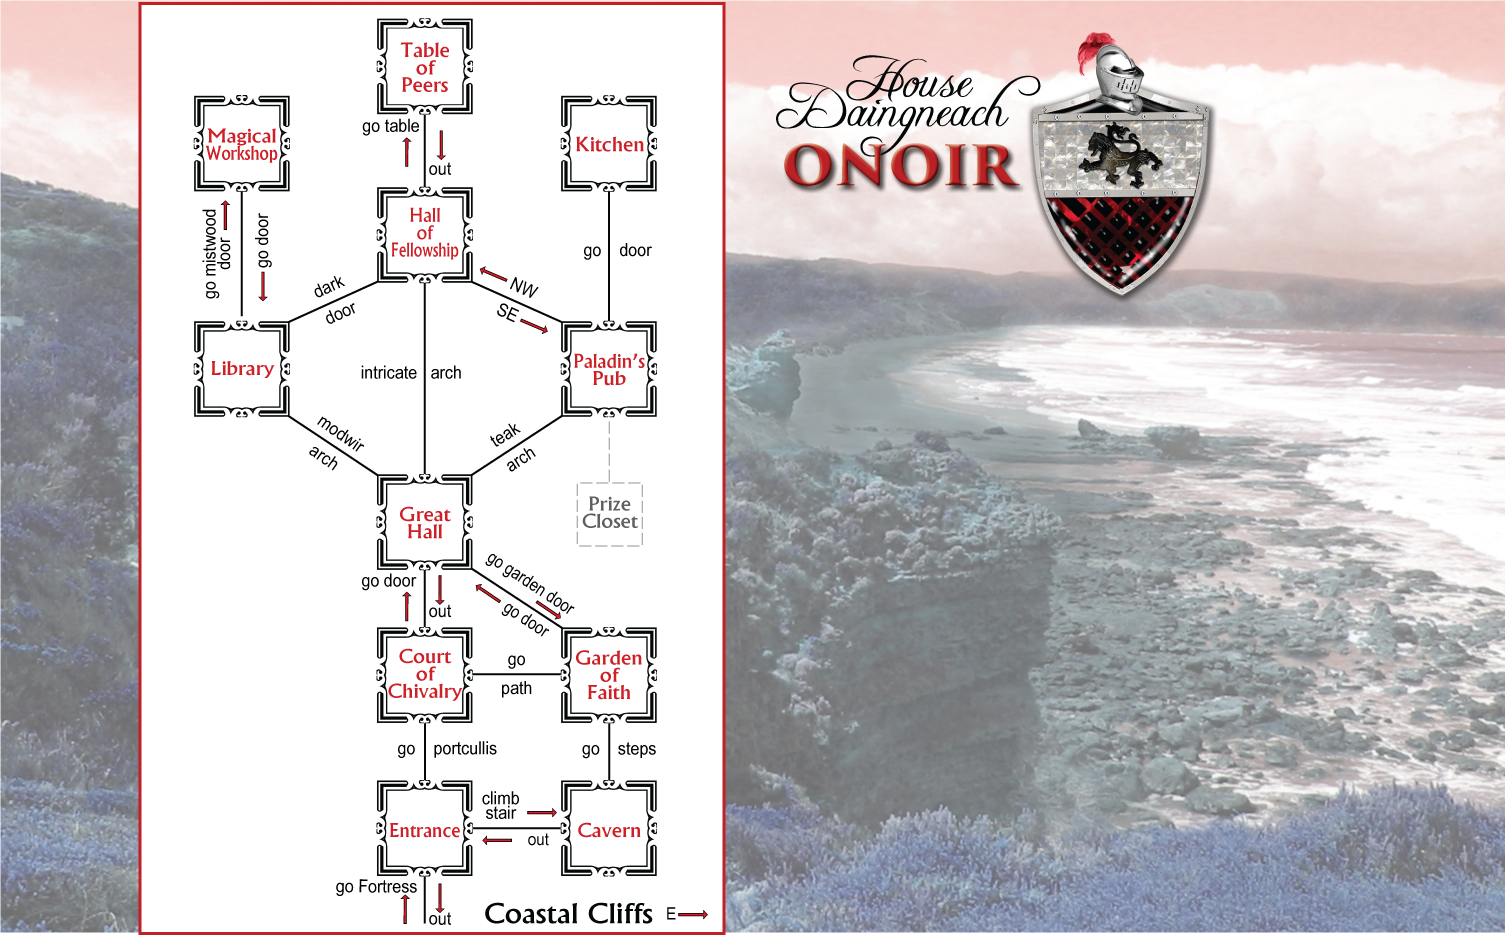 Table
of
Peers
go table
out
Magical
Workshop
Kitchen
Hall
of
Fellowship
go mistwood
door
go door
go door
dark
door
NW
SE
Library
intricate arch
Paladin's
Pub
modwir
arch
teak
arch
Prize
Closet
Great
Hall
go door
out
go garden door
go door
Court
of
Chivalry
go
path
Garden
of
Faith
go portcullis
go steps
Entrance
climb
stair
out
Cavern
go Fortress
out
Coastal Cliffs E
House
Daingneach
ONOIR